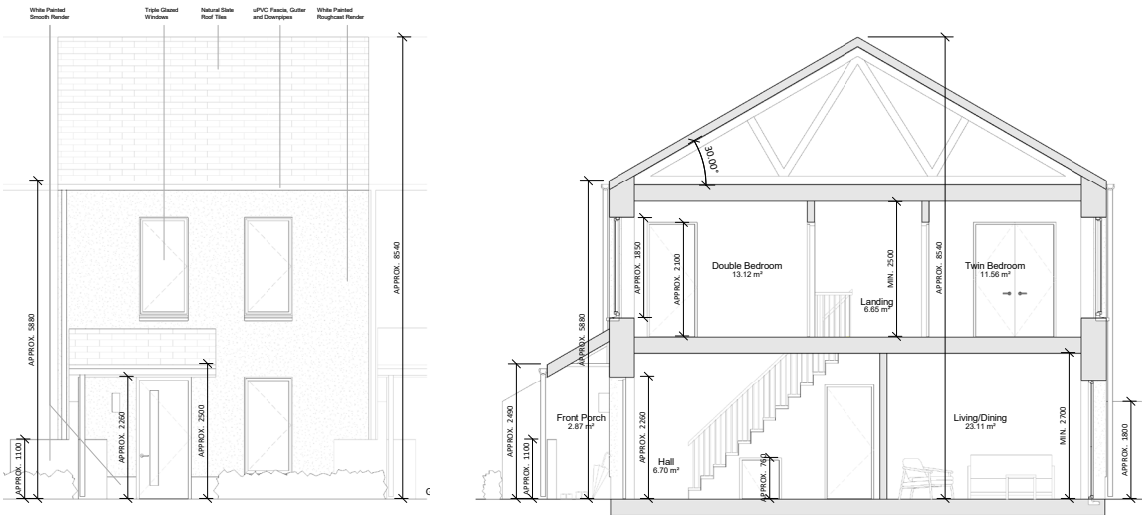 White Painted
Smooth Render
Triple Glazed
Windows
Natural Slate
Roof Tiles
uPVC Fascia, Gutter
and Downpipes
White Painted
Roughcast Render
APPROX. 5880
APPROX. 8540
APPROX. 1100
APPROX. 2260
APPROX. 2500
30.00°
APPROX. 5880
APPROX. 1850
APPROX. 2100
Double Bedroom
13.12 m²
MIN. 2500
Landing
6.65 m²
APPROX. 8540
Twin Bedroom
11.56 m²
APPROX. 2490
APPROX. 1100
Front Porch
2.87 m²
APPROX. 2260
Hall
6.70 m²
APPROX. 760
Living/Dining
23.11 m²
MIN. 2700
APPROX. 1800